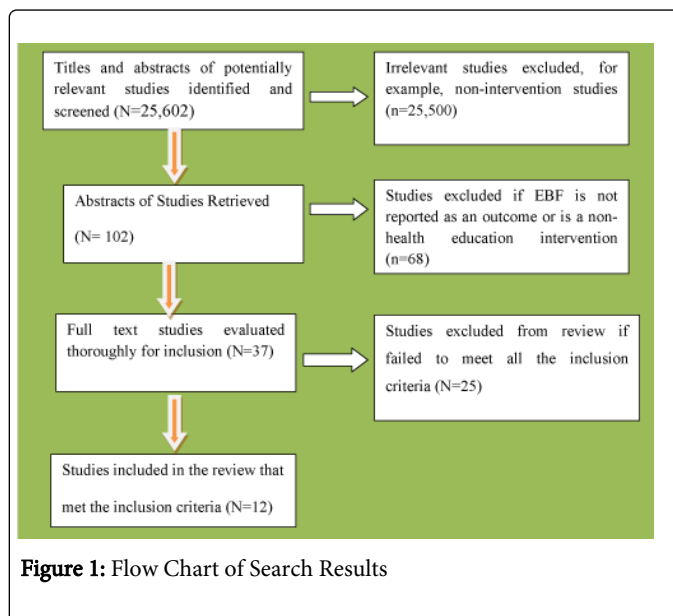 Titles and abstracts of potentially
relevant studies identified and
screened (N=25,602)
Irrelevant studies excluded, for
example, non-intervention studies
(n=25,500)
Abstracts of Studies Retrieved
(N= 102)
Studies excluded if EBF is not
reported as an outcome or is a non-
health education intervention
(n=68)
Full text studies evaluated
thoroughly for inclusion (N=37)
Studies excluded from review if
failed to meet all the inclusion
criteria (N=25)
Studies included in the review that
met the inclusion criteria (N=12)
Figure 1: Flow Chart of Search Results